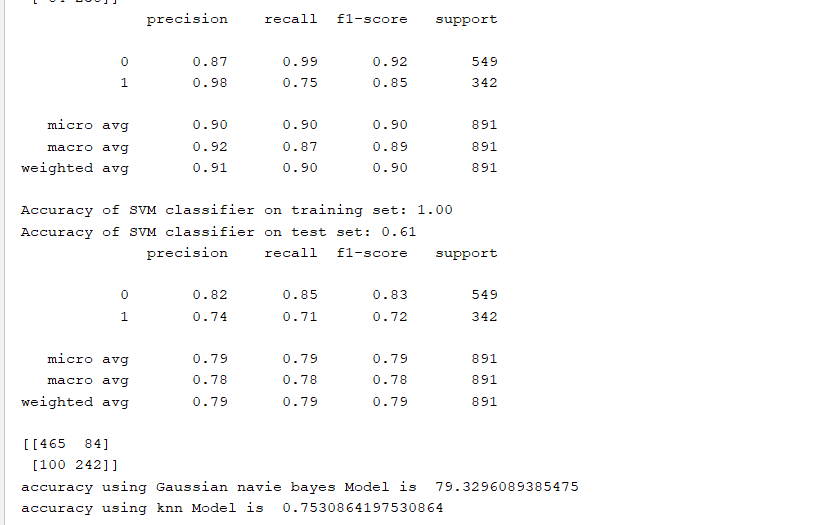 precision recall f1-score support
0 0.87 0.99 0.92 549
1 0.98 0.75 0.85 342
micro avg 0.90 0.90 0.90 891
macro avg 0.92 0.87 0.89 891
weighted avg 0.91 0.90 0.90 891
Accuracy of SVM classifier on training set: 1.00
Accuracy of SVM classifier on test set: 0.61
precision recall f1-score support
0 0.82 0.85 0.83 549
1 0.74 0.71 0.72 342
micro avg 0.79 0.79 0.79 891
macro avg 0.78 0.78 0.78 891
weighted avg 0.79 0.79 0.79 891
[[465 84]
[100 242]]
accuracy using Gaussian navie bayes Model is 79.3296089385475
accuracy using knn Model is 0.7530864197530864